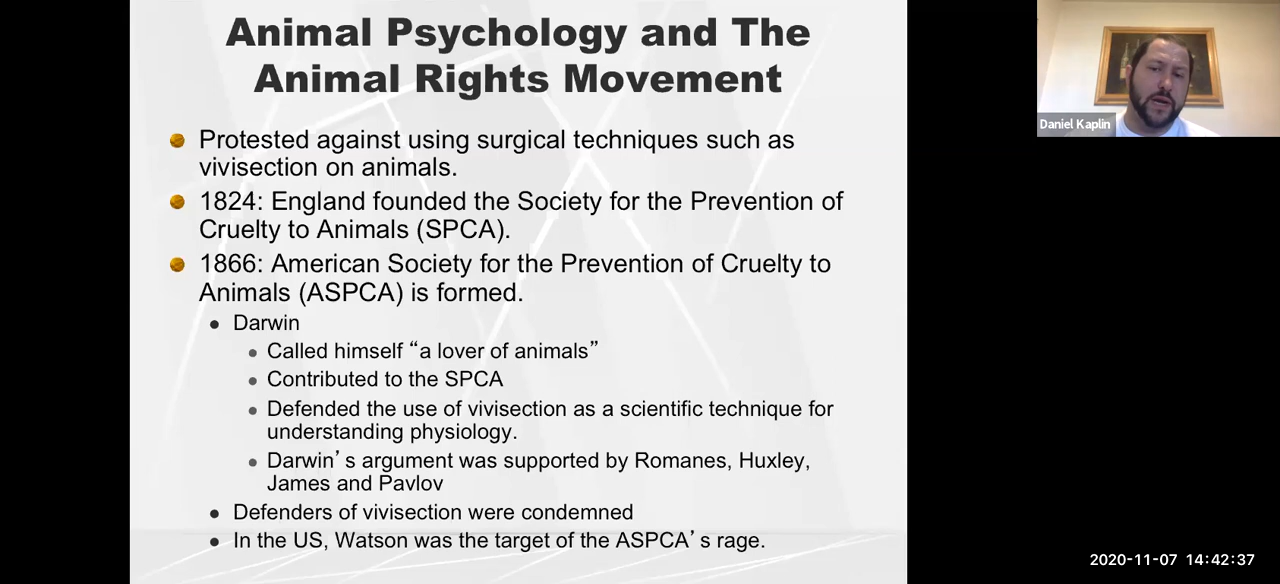 Animal Psychology and The
Animal Rights Movement
Protested against using surgical techniques such as
vivisection on animals.
1824: England founded the Society for the Prevention of
Cruelty to Animals (SPCA).
1866: American Society for the Prevention of Cruelty to
Animals (ASPCA) is formed.
Darwin
Called himself “a lover of animals”
Contributed to the SPCA
Defended the use of vivisection as a scientific technique for
understanding physiology.
Darwin’s argument was supported by Romanes, Huxley,
James and Pavlov
Defenders of vivisection were condemned
In the US, Watson was the target of the ASPCA’s rage.
Daniel Kaplin
2020-11-07 14:42:37